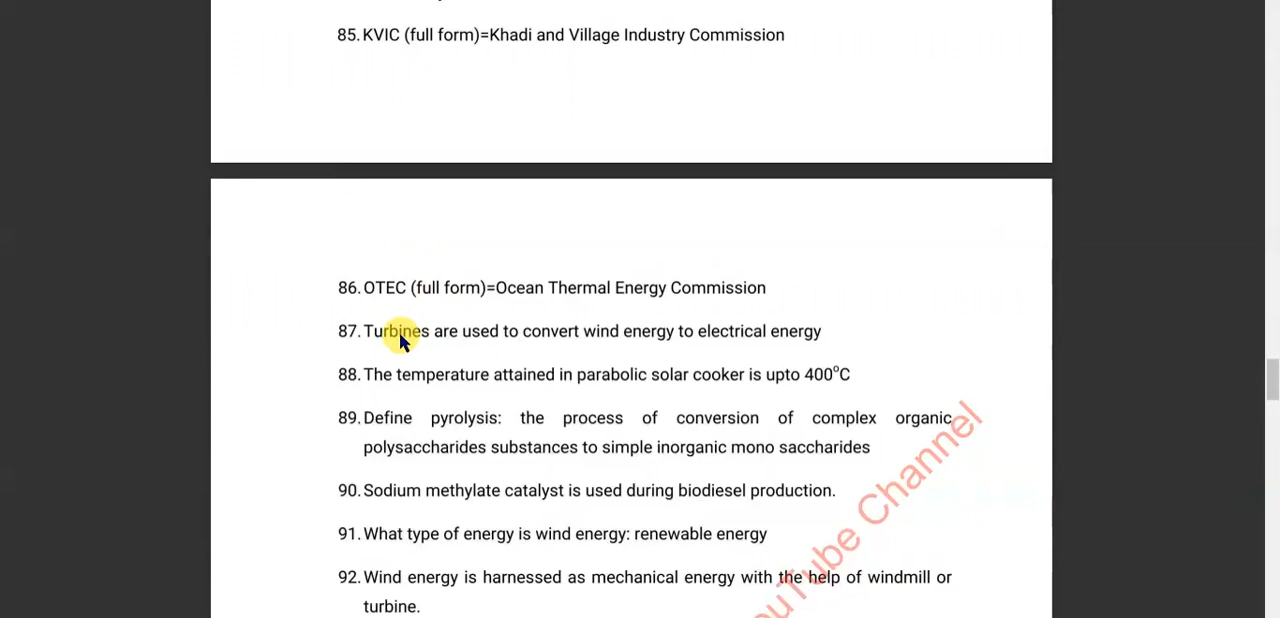 85. KVIC (full form)=Khadi and Village Industry Commission
86. OTEC (full form)=Ocean Thermal Energy Commission
87. Turbines are used to convert wind energy to electrical energy
88. The temperature attained in parabolic solar cooker is upto 400°C
89. Define pyrolysis: the process of conversion of complex organic
polysaccharides substances to simple inorganic mono saccharides
90. Sodium methylate catalyst is used during biodiesel production.
91. What type of energy is wind energy: renewable energy
92. Wind energy is harnessed as mechanical energy with the help of windmill or
turbine.
ouTube Channel